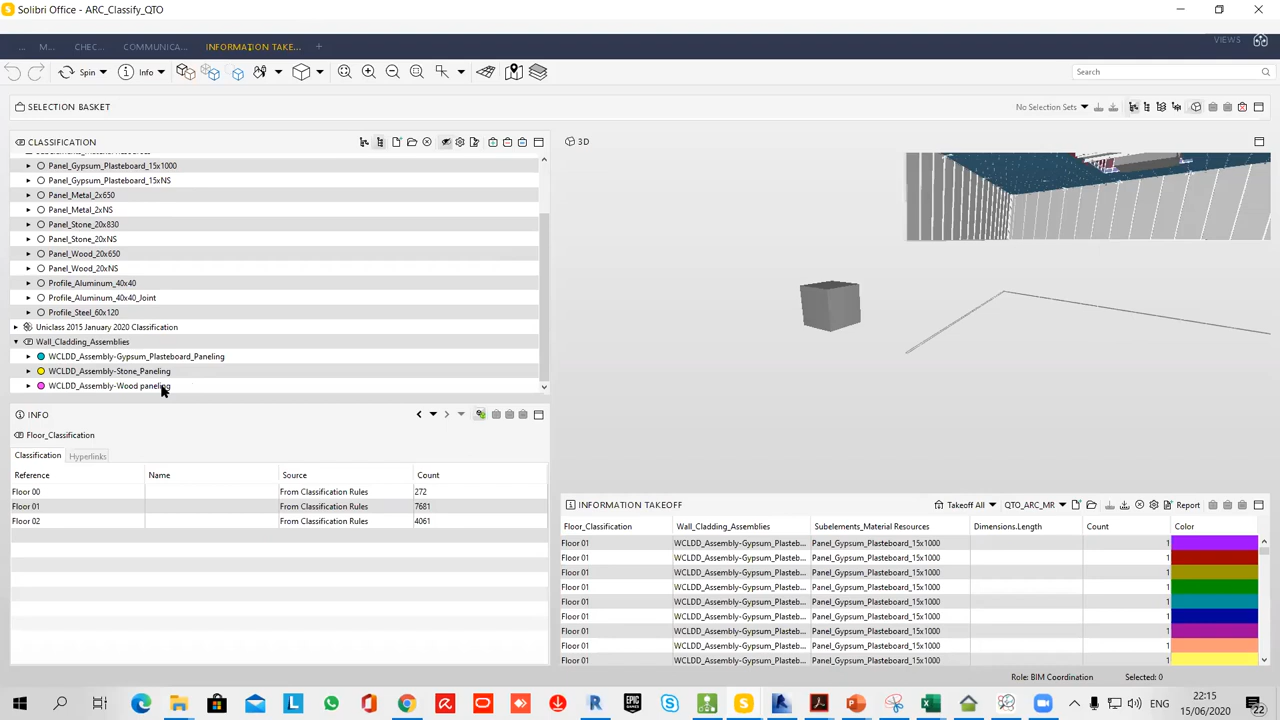 Solibri Office - ARC_Classify_QTO
... M... CHEC... COMMUNICA... INFORMATION TAKE... +
VIEWS
Spin Info Search
SELECTION BASKET No Selection Sets
CLASSIFICATION
Panel_Gypsum_Plasteboard_15x1000
Panel_Gypsum_Plasteboard_15xNS
Panel_Metal_2x650
Panel_Metal_2xNS
Panel_Stone_20x830
Panel_Stone_20xNS
Panel_Wood_20x650
Panel_Wood_20xNS
Profile_Aluminum_40x40
Profile_Aluminum_40x40_Joint
Profile_Steel_60x120
Uniclass 2015 January 2020 Classification
Wall_Cladding_Assemblies
WCLDD_Assembly-Gypsum_Plasteboard_Paneling
WCLDD_Assembly-Stone_Paneling
WCLDD_Assembly-Wood paneling
3D
INFO
Floor_Classification
Classification Hyperlinks
Reference Name Source Count
Floor 00 From Classification Rules 272
Floor 01 From Classification Rules 7681
Floor 02 From Classification Rules 4061
INFORMATION TAKEOFF Takeoff All QTO_ARC_MR Report
Floor_Classification Wall_Cladding_Assemblies Subelements_Material Resources Dimensions.Length Count Color
Floor 01 WCLDD_Assembly-Gypsum_Plasteb... Panel_Gypsum_Plasteboard_15x1000 1
Floor 01 WCLDD_Assembly-Gypsum_Plasteb... Panel_Gypsum_Plasteboard_15x1000 1
Floor 01 WCLDD_Assembly-Gypsum_Plasteb... Panel_Gypsum_Plasteboard_15x1000 1
Floor 01 WCLDD_Assembly-Gypsum_Plasteb... Panel_Gypsum_Plasteboard_15x1000 1
Floor 01 WCLDD_Assembly-Gypsum_Plasteb... Panel_Gypsum_Plasteboard_15x1000 1
Floor 01 WCLDD_Assembly-Gypsum_Plasteb... Panel_Gypsum_Plasteboard_15x1000 1
Floor 01 WCLDD_Assembly-Gypsum_Plasteb... Panel_Gypsum_Plasteboard_15x1000 1
Floor 01 WCLDD_Assembly-Gypsum_Plasteb... Panel_Gypsum_Plasteboard_15x1000 1
Floor 01 WCLDD_Assembly-Gypsum_Plasteb... Panel_Gypsum_Plasteboard_15x1000 1
Role: BIM Coordination Selected: 0
ENG
22:15
15/06/2020
22